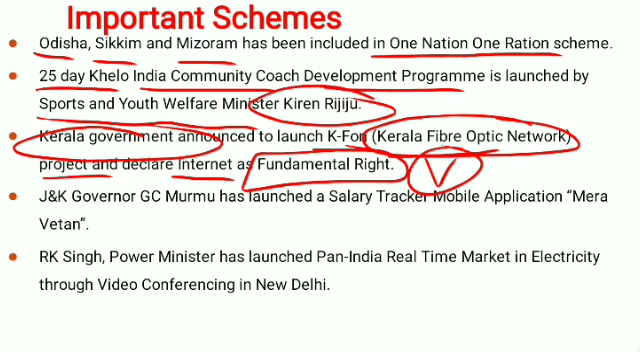 Important Schemes
Odisha, Sikkim and Mizoram has been included in One Nation One Ration scheme.
25 day Khelo India Community Coach Development Programme is launched by
Sports and Youth Welfare Minister Kiren Rijiju.
Kerala government announced to launch K-Fon (Kerala Fibre Optic Network)
project and declare Internet as Fundamental Right.
J&K Governor GC Murmu has launched a Salary Tracker Mobile Application “Mera
Vetan”.
RK Singh, Power Minister has launched Pan-India Real Time Market in Electricity
through Video Conferencing in New Delhi.